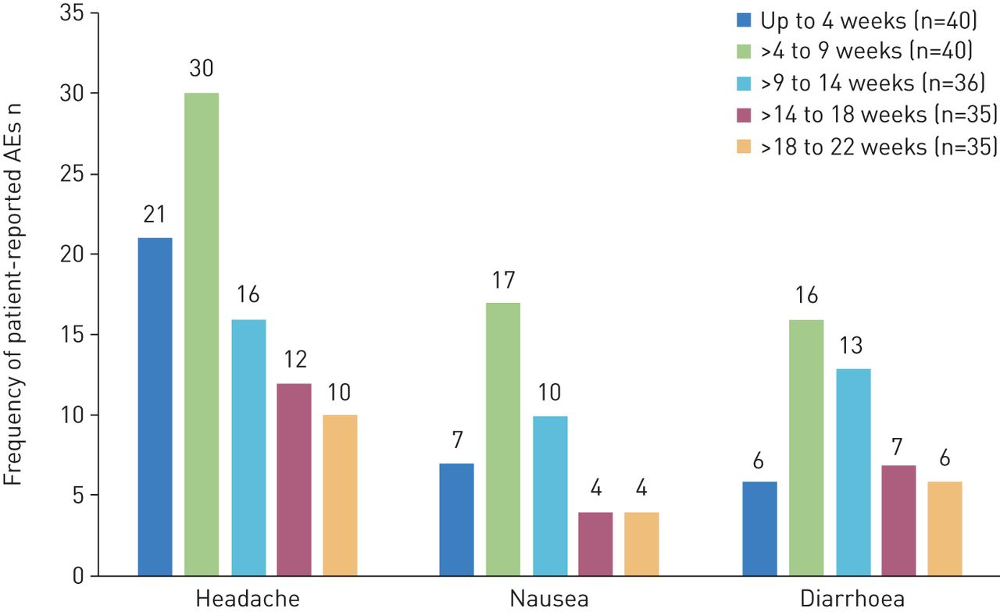 Frequency of patient-reported AEs n
35
30
25
20
15
10
5
0
Up to 4 weeks (n=40)
>4 to 9 weeks (n=40)
>9 to 14 weeks (n=36)
>14 to 18 weeks (n=35)
>18 to 22 weeks (n=35)
21
30
16
12
10
7
17
10
4
4
6
16
13
7
6
Headache
Nausea
Diarrhoea